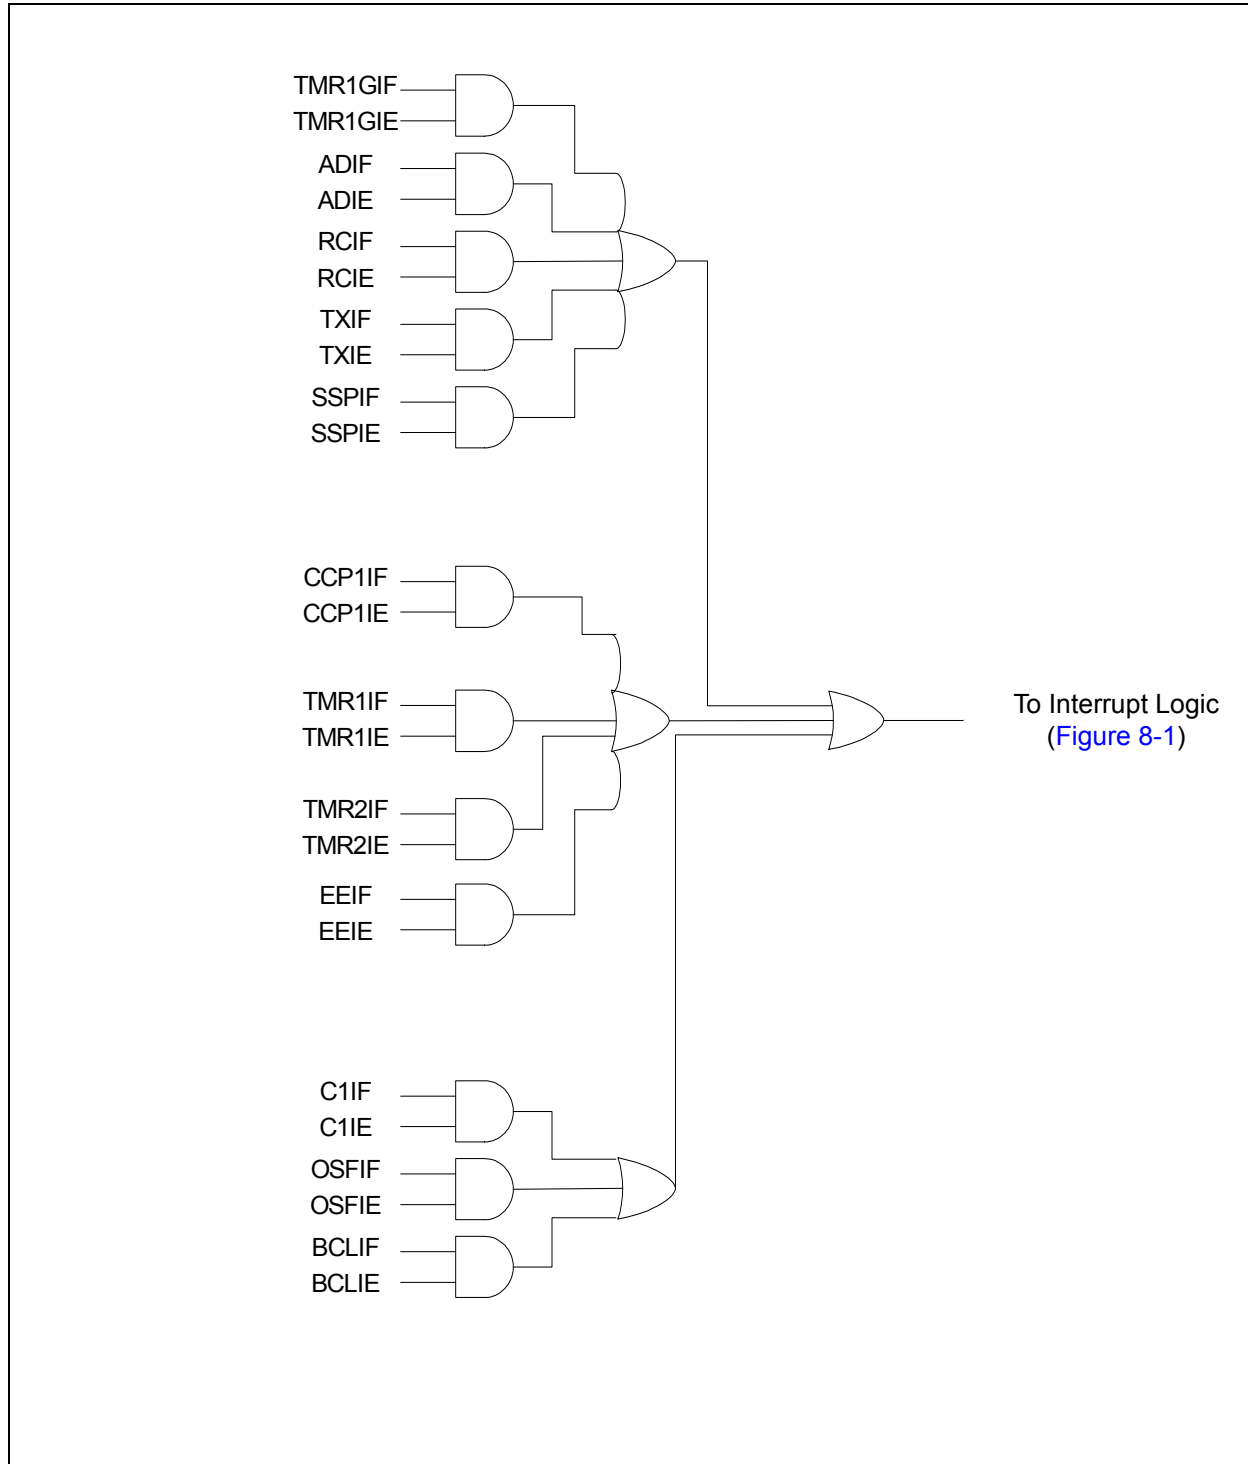 TMR1GIF
TMR1GIE
ADIF
ADIE
RCIF
RCIE
TXIF
TXIE
SSPIF
SSPIE
CCP1IF
CCP1IE
TMR1IF
TMR1IE
To Interrupt Logic
(Figure 8-1)
TMR2IF
TMR2IE
EEIF
EEIE
C1IF
C1IE
OSFIF
OSFIE
BCLIF
BCLIE